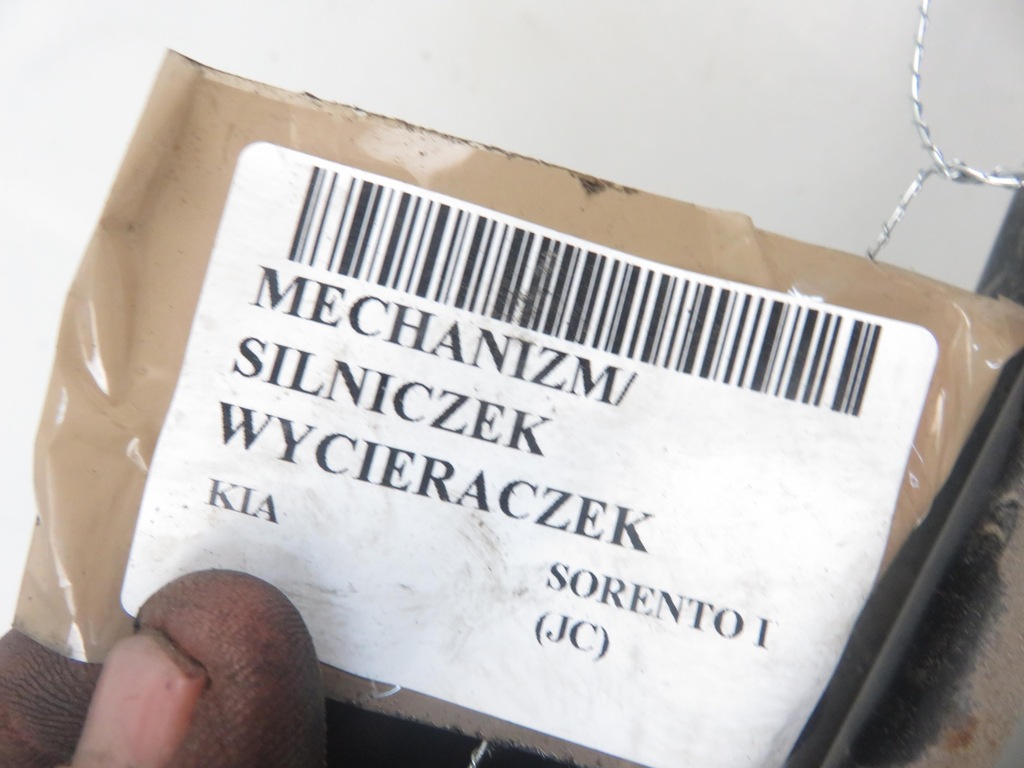 MECHANIZM/
SILNICZEK
WYCIERACZEK
KIA
SORENTO I
(JC)